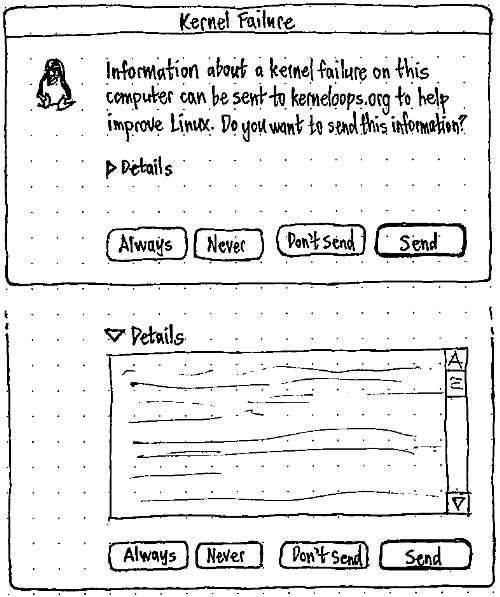 Kernel Failure
Information about a kernel failure on this
computer can be sent to kerneloops.org to help
improve Linux. Do you want to send this information?
Details
Always Never Don't Send Send
Details
Always Never Don't Send Send